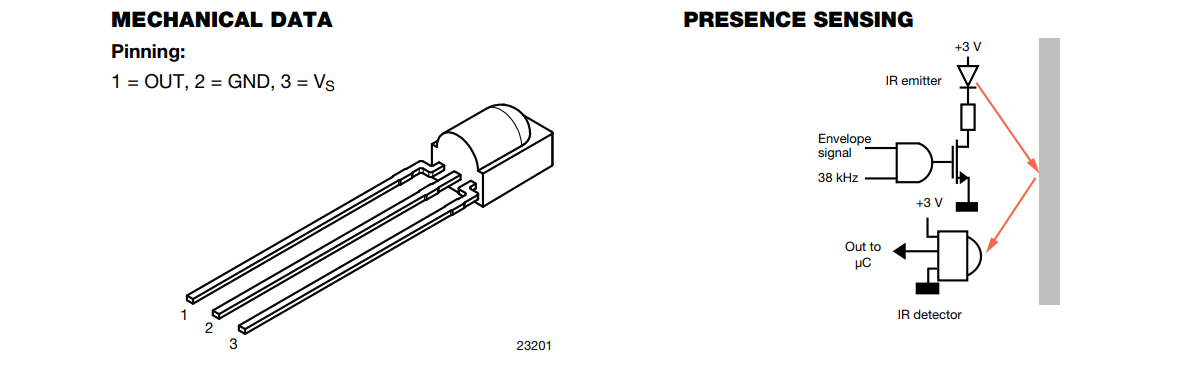 MECHANICAL DATA
Pinning:
1 = OUT, 2 = GND, 3 = VS
1
2
3
23201
PRESENCE SENSING
+3 V
IR emitter
Envelope
signal
38 kHz
+3 V
Out to
µC
IR detector